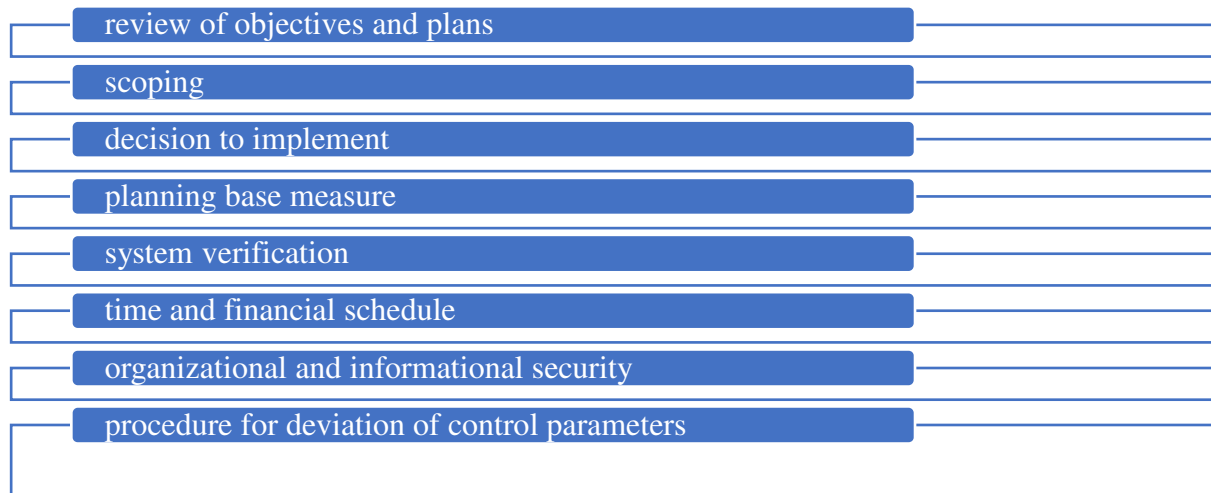 review of objectives and plans
scoping
decision to implement
planning base measure
system verification
time and financial schedule
organizational and informational security
procedure for deviation of control parameters